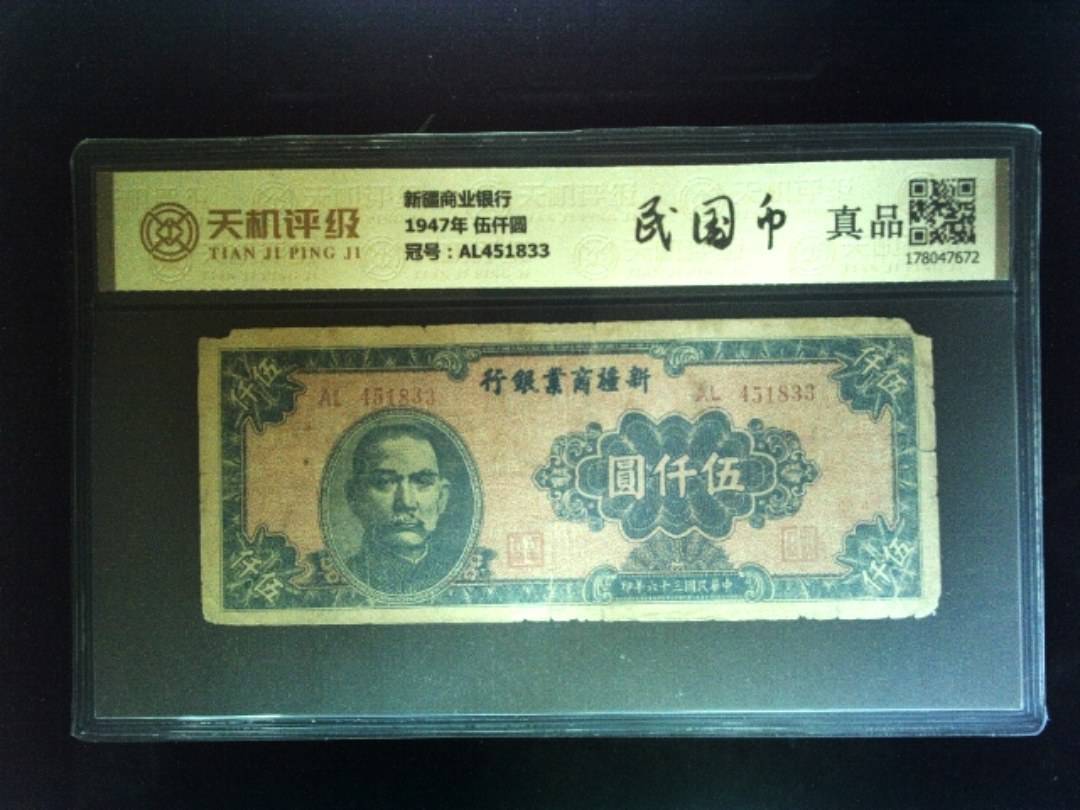 天机评级
TIAN JI PING JI
新疆商业银行
1947年 伍仟圆
冠号：AL451833
民国币
真品
178047672
伍仟
仟伍
行銀業商疆新
AL 451833
AL 451833
圓仟伍
印年六十三國民華中
仟伍
仟伍